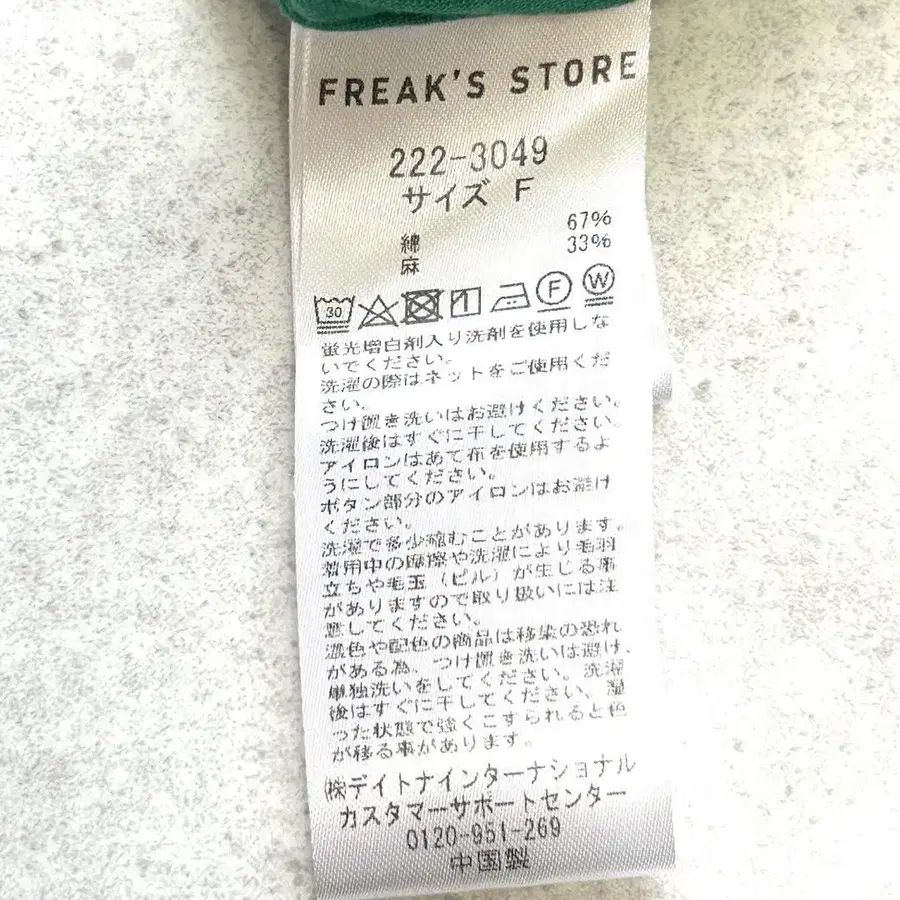 FREAK'S STORE
222-3049
サイズ F
綿 67%
麻 33%
30 F W
蛍光増白剤入り洗剤を使用しな
いでください。
洗濯の際はネットをご使用くだ
さい。
つけ置き洗いはお避けください。
洗濯後はすぐに干してください。
アイロンはあて布を使用するよ
うにしてください。
ボタン部分のアイロンはお避け
ください。
洗濯で多少縮むことがあります。
着用中の摩擦や洗濯により毛羽
立ちや毛玉（ピル）が生じる事
がありますので取り扱いには注
意してください。
濃色や配色の商品は移染の恐れ
がある為、つけ置き洗いは避け、
単独洗いをしてください。洗濯
後はすぐに干してください。湿
った状態で強くこすられると色
が移る事があります。
㈱デイトナインターナショナル
カスタマーサポートセンター
0120-951-269
中国製